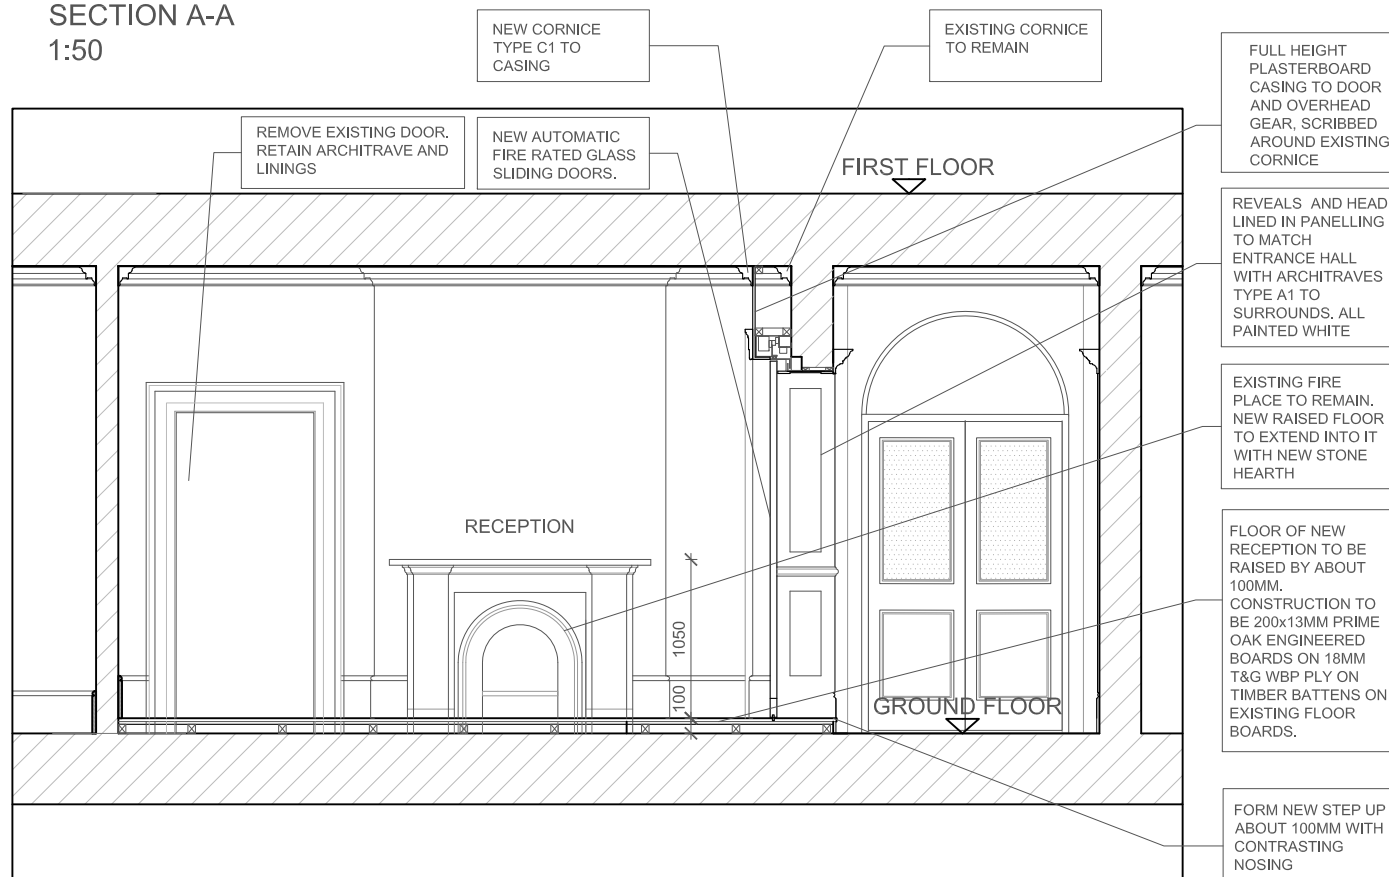 SECTION A-A
1:50
NEW CORNICE
TYPE C1 TO
CASING
EXISTING CORNICE
TO REMAIN
FULL HEIGHT
PLASTERBOARD
CASING TO DOOR
AND OVERHEAD
GEAR, SCRIBBED
AROUND EXISTING
CORNICE
REMOVE EXISTING DOOR.
RETAIN ARCHITRAVE AND
LININGS
NEW AUTOMATIC
FIRE RATED GLASS
SLIDING DOORS.
FIRST FLOOR
REVEALS AND HEAD
LINED IN PANELLING
TO MATCH
ENTRANCE HALL
WITH ARCHITRAVES
TYPE A1 TO
SURROUNDS. ALL
PAINTED WHITE
EXISTING FIRE
PLACE TO REMAIN.
NEW RAISED FLOOR
TO EXTEND INTO IT
WITH NEW STONE
HEARTH
RECEPTION
1050
100
FLOOR OF NEW
RECEPTION TO BE
RAISED BY ABOUT
100MM.
CONSTRUCTION TO
BE 200x13MM PRIME
OAK ENGINEERED
BOARDS ON 18MM
T&G WBP PLY ON
TIMBER BATTENS ON
EXISTING FLOOR
BOARDS.
GROUND FLOOR
FORM NEW STEP UP
ABOUT 100MM WITH
CONTRASTING
NOSING